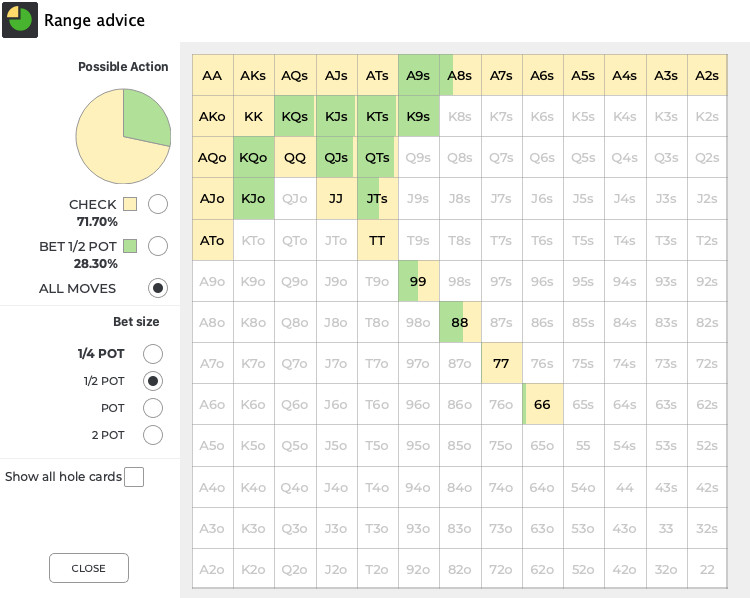 Range advice
Possible Action
CHECK
71.70%
BET 1/2 POT
28.30%
ALL MOVES
Bet size
1/4 POT
1/2 POT
POT
2 POT
Show all hole cards
CLOSE
AA AKs AQs AJs ATs A9s A8s A7s A6s A5s A4s A3s A2s
AKo KK KQs KJs KTs K9s K8s K7s K6s K5s K4s K3s K2s
AQo KQo QQ QJs QTs Q9s Q8s Q7s Q6s Q5s Q4s Q3s Q2s
AJo KJo QJo JJ JTs J9s J8s J7s J6s J5s J4s J3s J2s
ATo KTo QTo JTo TT T9s T8s T7s T6s T5s T4s T3s T2s
A9o K9o Q9o J9o T9o 99 98s 97s 96s 95s 94s 93s 92s
A8o K8o Q8o J8o T8o 98o 88 87s 86s 85s 84s 83s 82s
A7o K7o Q7o J7o T7o 97o 87o 77 76s 75s 74s 73s 72s
A6o K6o Q6o J6o T6o 96o 86o 76o 66 65s 64s 63s 62s
A5o K5o Q5o J5o T5o 95o 85o 75o 65o 55 54s 53s 52s
A4o K4o Q4o J4o T4o 94o 84o 74o 64o 54o 44 43s 42s
A3o K3o Q3o J3o T3o 93o 83o 73o 63o 53o 43o 33 32s
A2o K2o Q2o J2o T2o 92o 82o 72o 62o 52o 42o 32o 22